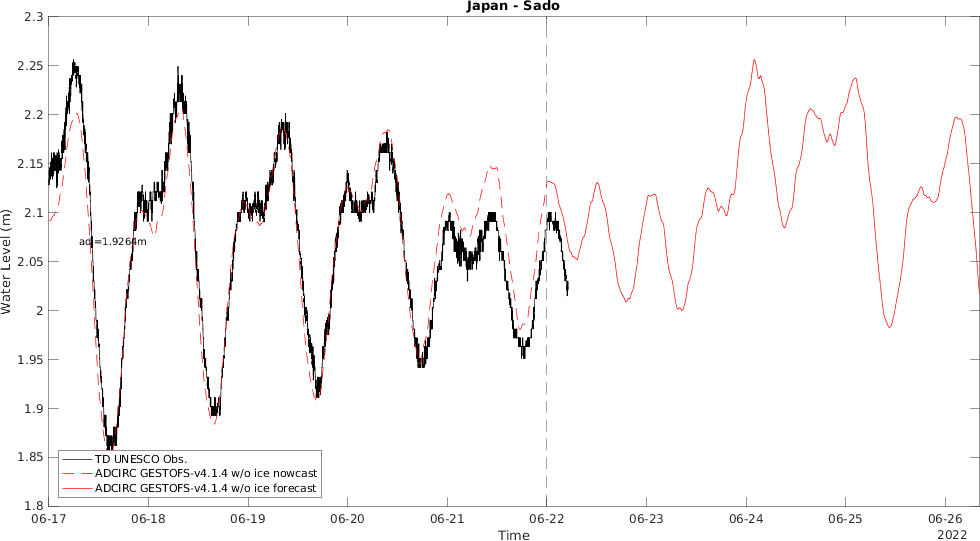 Japan - Sado
2.3
2.25
2.2
2.15
2.1
2.05
2
1.95
1.9
1.85
1.8
Water Level (m)
adj=1.9264m
TD UNESCO Obs.
ADCIRC GESTOFS-v4.1.4 w/o ice nowcast
ADCIRC GESTOFS-v4.1.4 w/o ice forecast
06-17 06-18 06-19 06-20 06-21 06-22 06-23 06-24 06-25 06-26
Time
2022